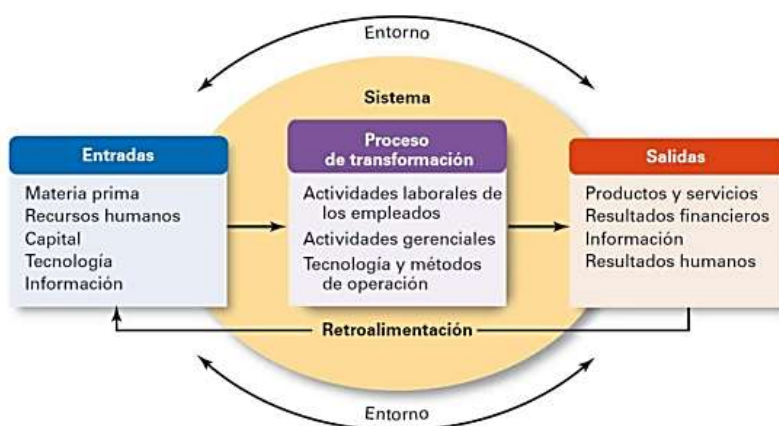 Entorno
Sistema
Entradas
Materia prima
Recursos humanos
Capital
Tecnología
Información
Proceso
de transformación
Actividades laborales de
los empleados
Actividades gerenciales
Tecnología y métodos
de operación
Salidas
Productos y servicios
Resultados financieros
Información
Resultados humanos
Retroalimentación
Entorno